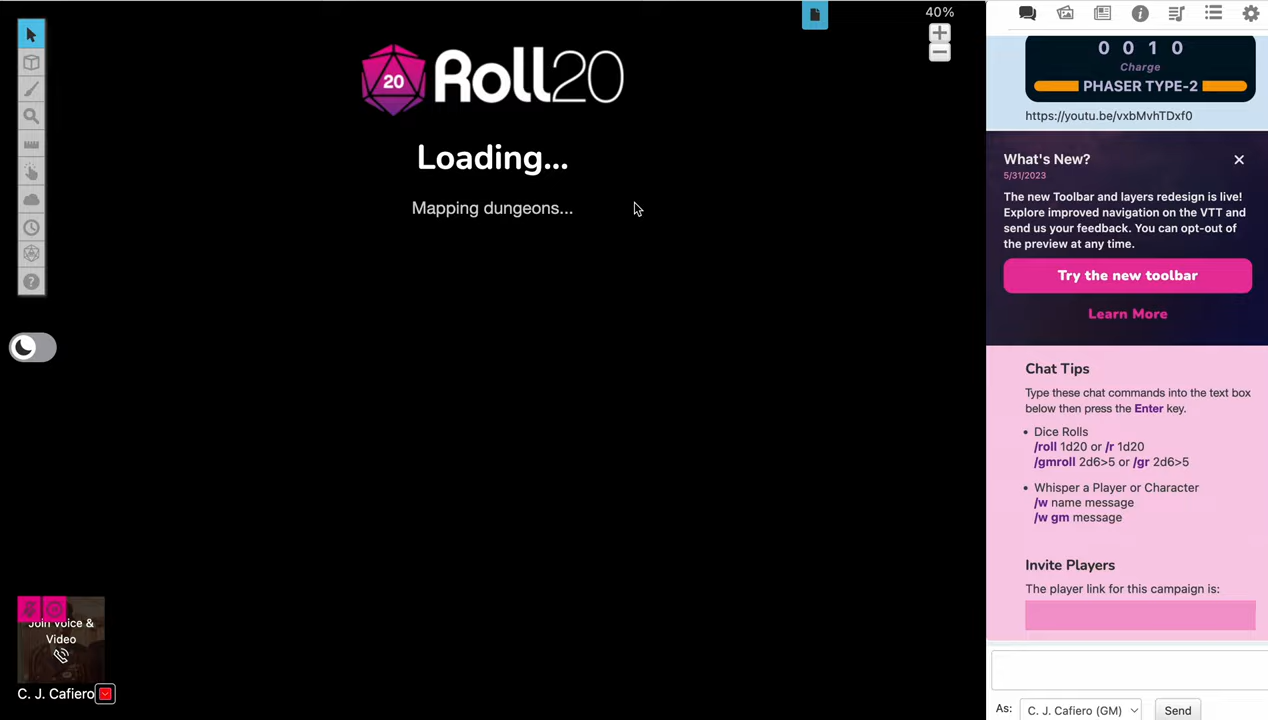 40%
20 Roll20
Loading...
Mapping dungeons...
Join Voice &
Video
C. J. Cafiero
0 0 1 0
Charge
PHASER TYPE-2
https://youtu.be/vxbMvhTDxf0
What's New?
5/31/2023
The new Toolbar and layers redesign is live!
Explore improved navigation on the VTT and
send us your feedback. You can opt-out of
the preview at any time.
Try the new toolbar
Learn More
Chat Tips
Type these chat commands into the text box
below then press the Enter key.
• Dice Rolls
/roll 1d20 or /r 1d20
/gmroll 2d6>5 or /gr 2d6>5
• Whisper a Player or Character
/w name message
/w gm message
Invite Players
The player link for this campaign is:
As: C. J. Cafiero (GM) Send